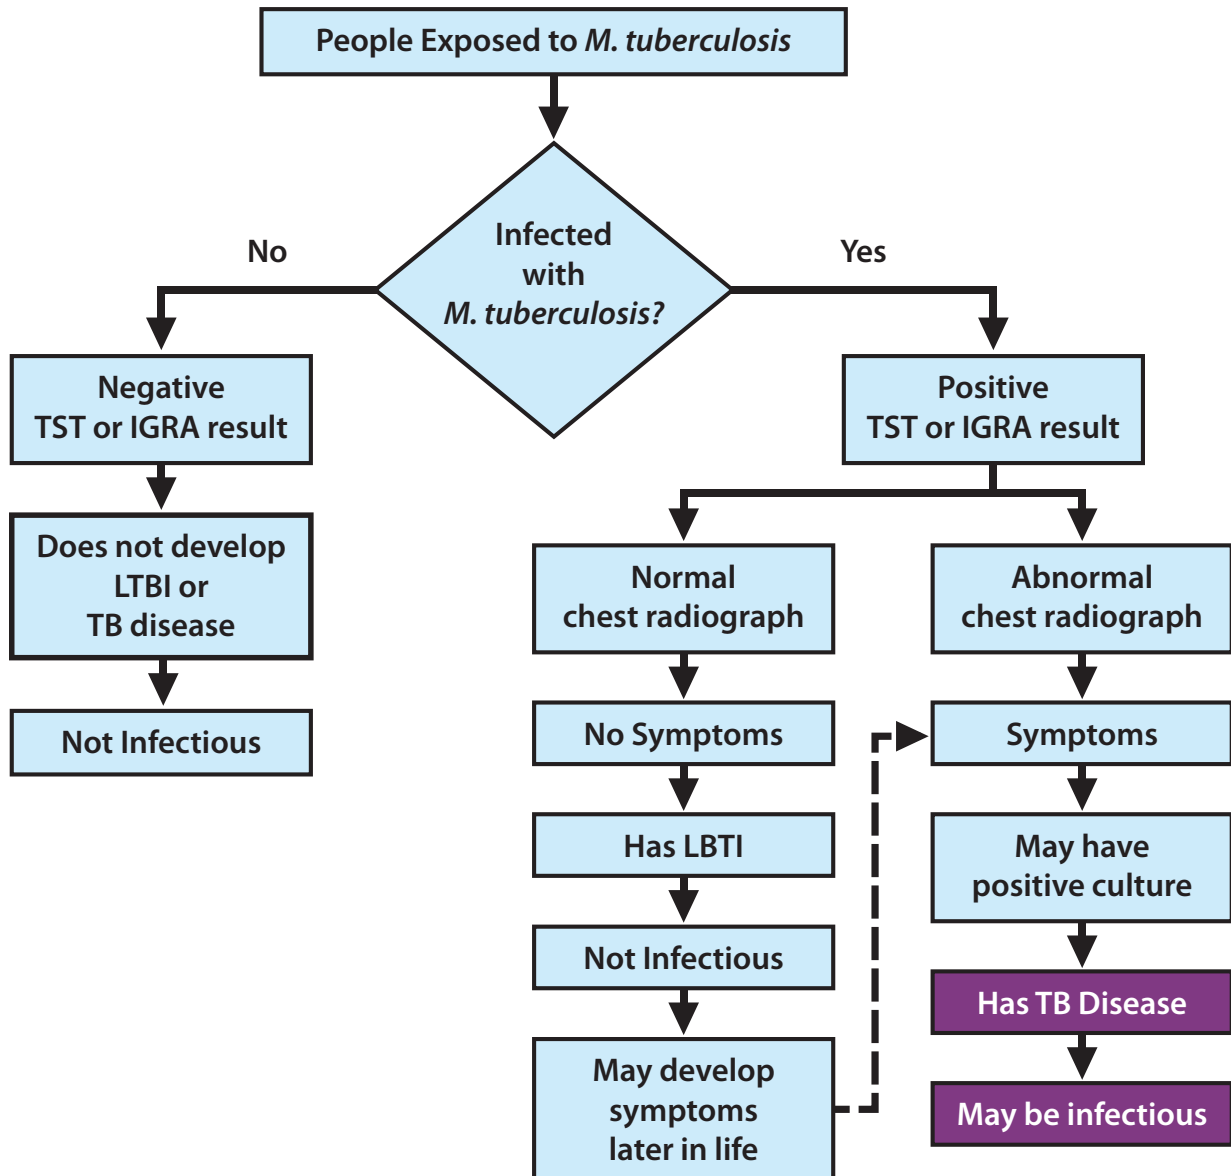 People Exposed to M. tuberculosis
Infected
with
M. tuberculosis?
No
Yes
Negative
TST or IGRA result
Does not develop
LTBI or
TB disease
Not Infectious
Positive
TST or IGRA result
Normal
chest radiograph
No Symptoms
Has LBTI
Not Infectious
May develop
symptoms
later in life
Abnormal
chest radiograph
Symptoms
May have
positive culture
Has TB Disease
May be infectious